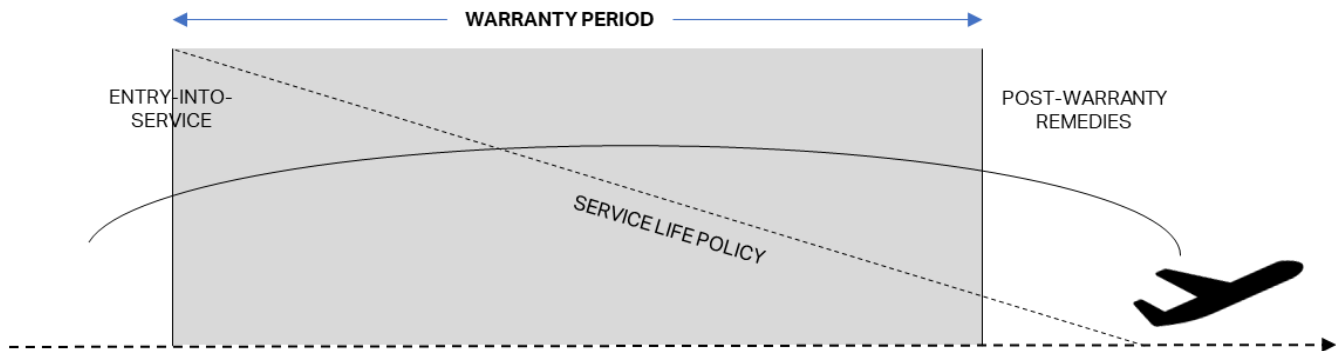 WARRANTY PERIOD
ENTRY-INTO-
SERVICE
POST-WARRANTY
REMEDIES
SERVICE LIFE POLICY